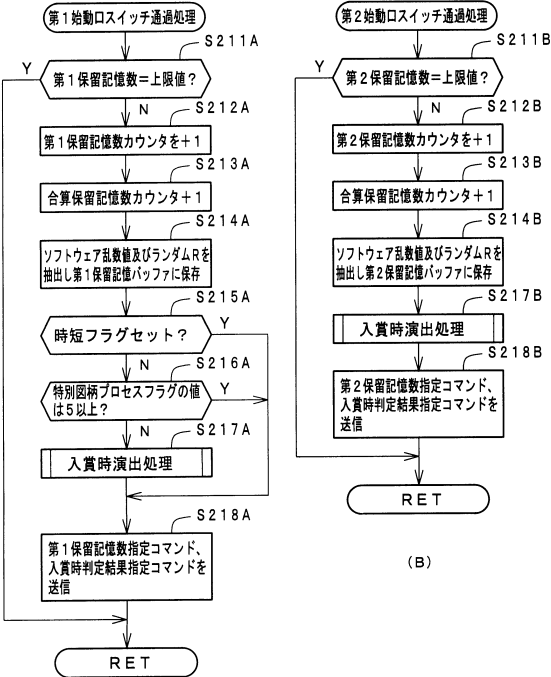 第1始動口スイッチ通過処理
S211A
Y
第1保留記憶数=上限値?
N
S212A
第1保留記憶数カウンタを+1
S213A
合算保留記憶数カウンタ+1
S214A
ソフトウェア乱数値及びランダムRを
抽出し第1保留記憶バッファに保存
S215A
時短フラグセット?
Y
N
S216A
特別図柄プロセスフラグの値
は5以上?
Y
N
S217A
入賞時演出処理
S218A
第1保留記憶数指定コマンド、
入賞時判定結果指定コマンドを
送信
RET
第2始動口スイッチ通過処理
S211B
Y
第2保留記憶数=上限値?
N
S212B
第2保留記憶数カウンタを+1
S213B
合算保留記憶数カウンタ+1
S214B
ソフトウェア乱数値及びランダムRを
抽出し第2保留記憶バッファに保存
S217B
入賞時演出処理
S218B
第2保留記憶数指定コマンド、
入賞時判定結果指定コマンドを
送信
RET
(B)